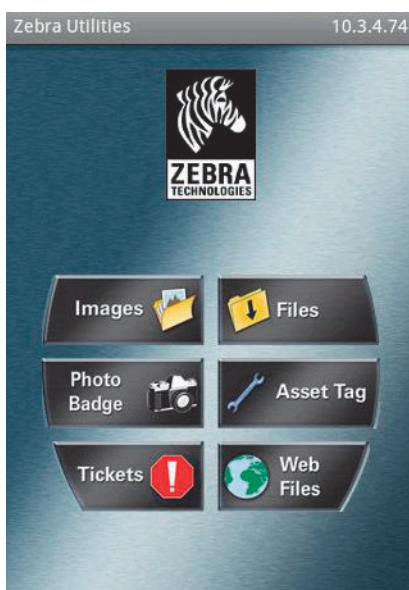 Zebra Utilities 10.3.4.74
ZEBRA
TECHNOLOGIES
Images
Files
Photo
Badge
Asset Tag
Tickets
!
Web
Files